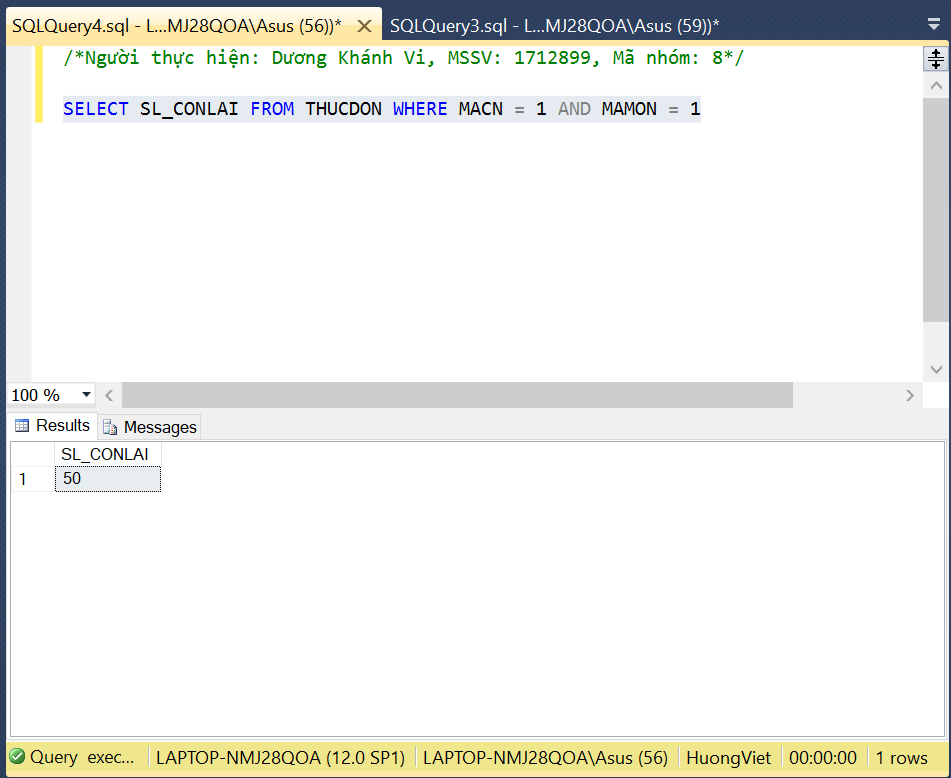 SQLQuery4.sql - L...MJ28QOA\Asus (56))* SQLQuery3.sql - L...MJ28QOA\Asus (59))*
/*Người thực hiện: Dương Khánh Vi, MSSV: 1712899, Mã nhóm: 8*/
SELECT SL_CONLAI FROM THUCDON WHERE MACN = 1 AND MAMON = 1
100 %
Results Messages
SL_CONLAI
1 50
Query exec... LAPTOP-NMJ28QOA (12.0 SP1) LAPTOP-NMJ28QOA\Asus (56) HuongViet 00:00:00 1 rows